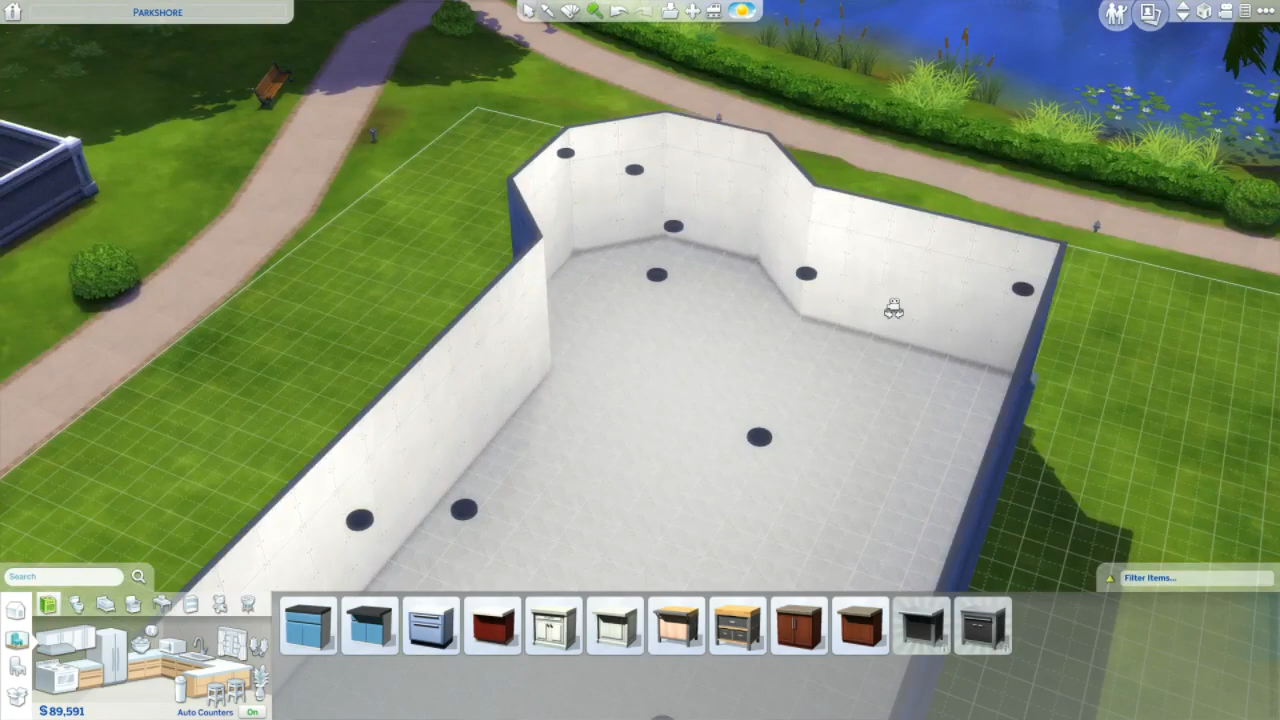 PARKSHORE
Search
Filter Items...
$89,591
Auto Counters
On